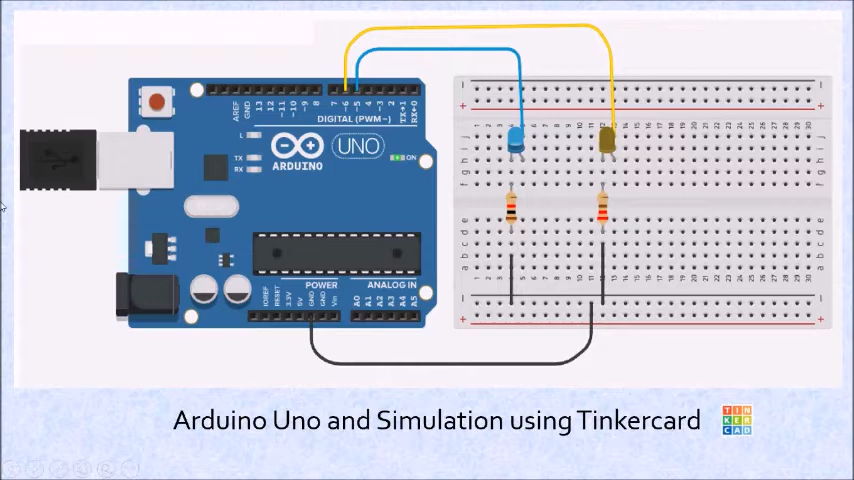 AREF
GND
13
12
~11
~10
~9
8
7
~6
~5
4
~3
2
TX→1
RX←0
DIGITAL (PWM~)
L
TX
RX
UNO
ON
ARDUINO
POWER
ANALOG IN
IOREF
RESET
3.3V
5V
GND
GND
Vin
A0
A1
A2
A3
A4
A5
Arduino Uno and Simulation using Tinkercard
TIN
KER
CAD